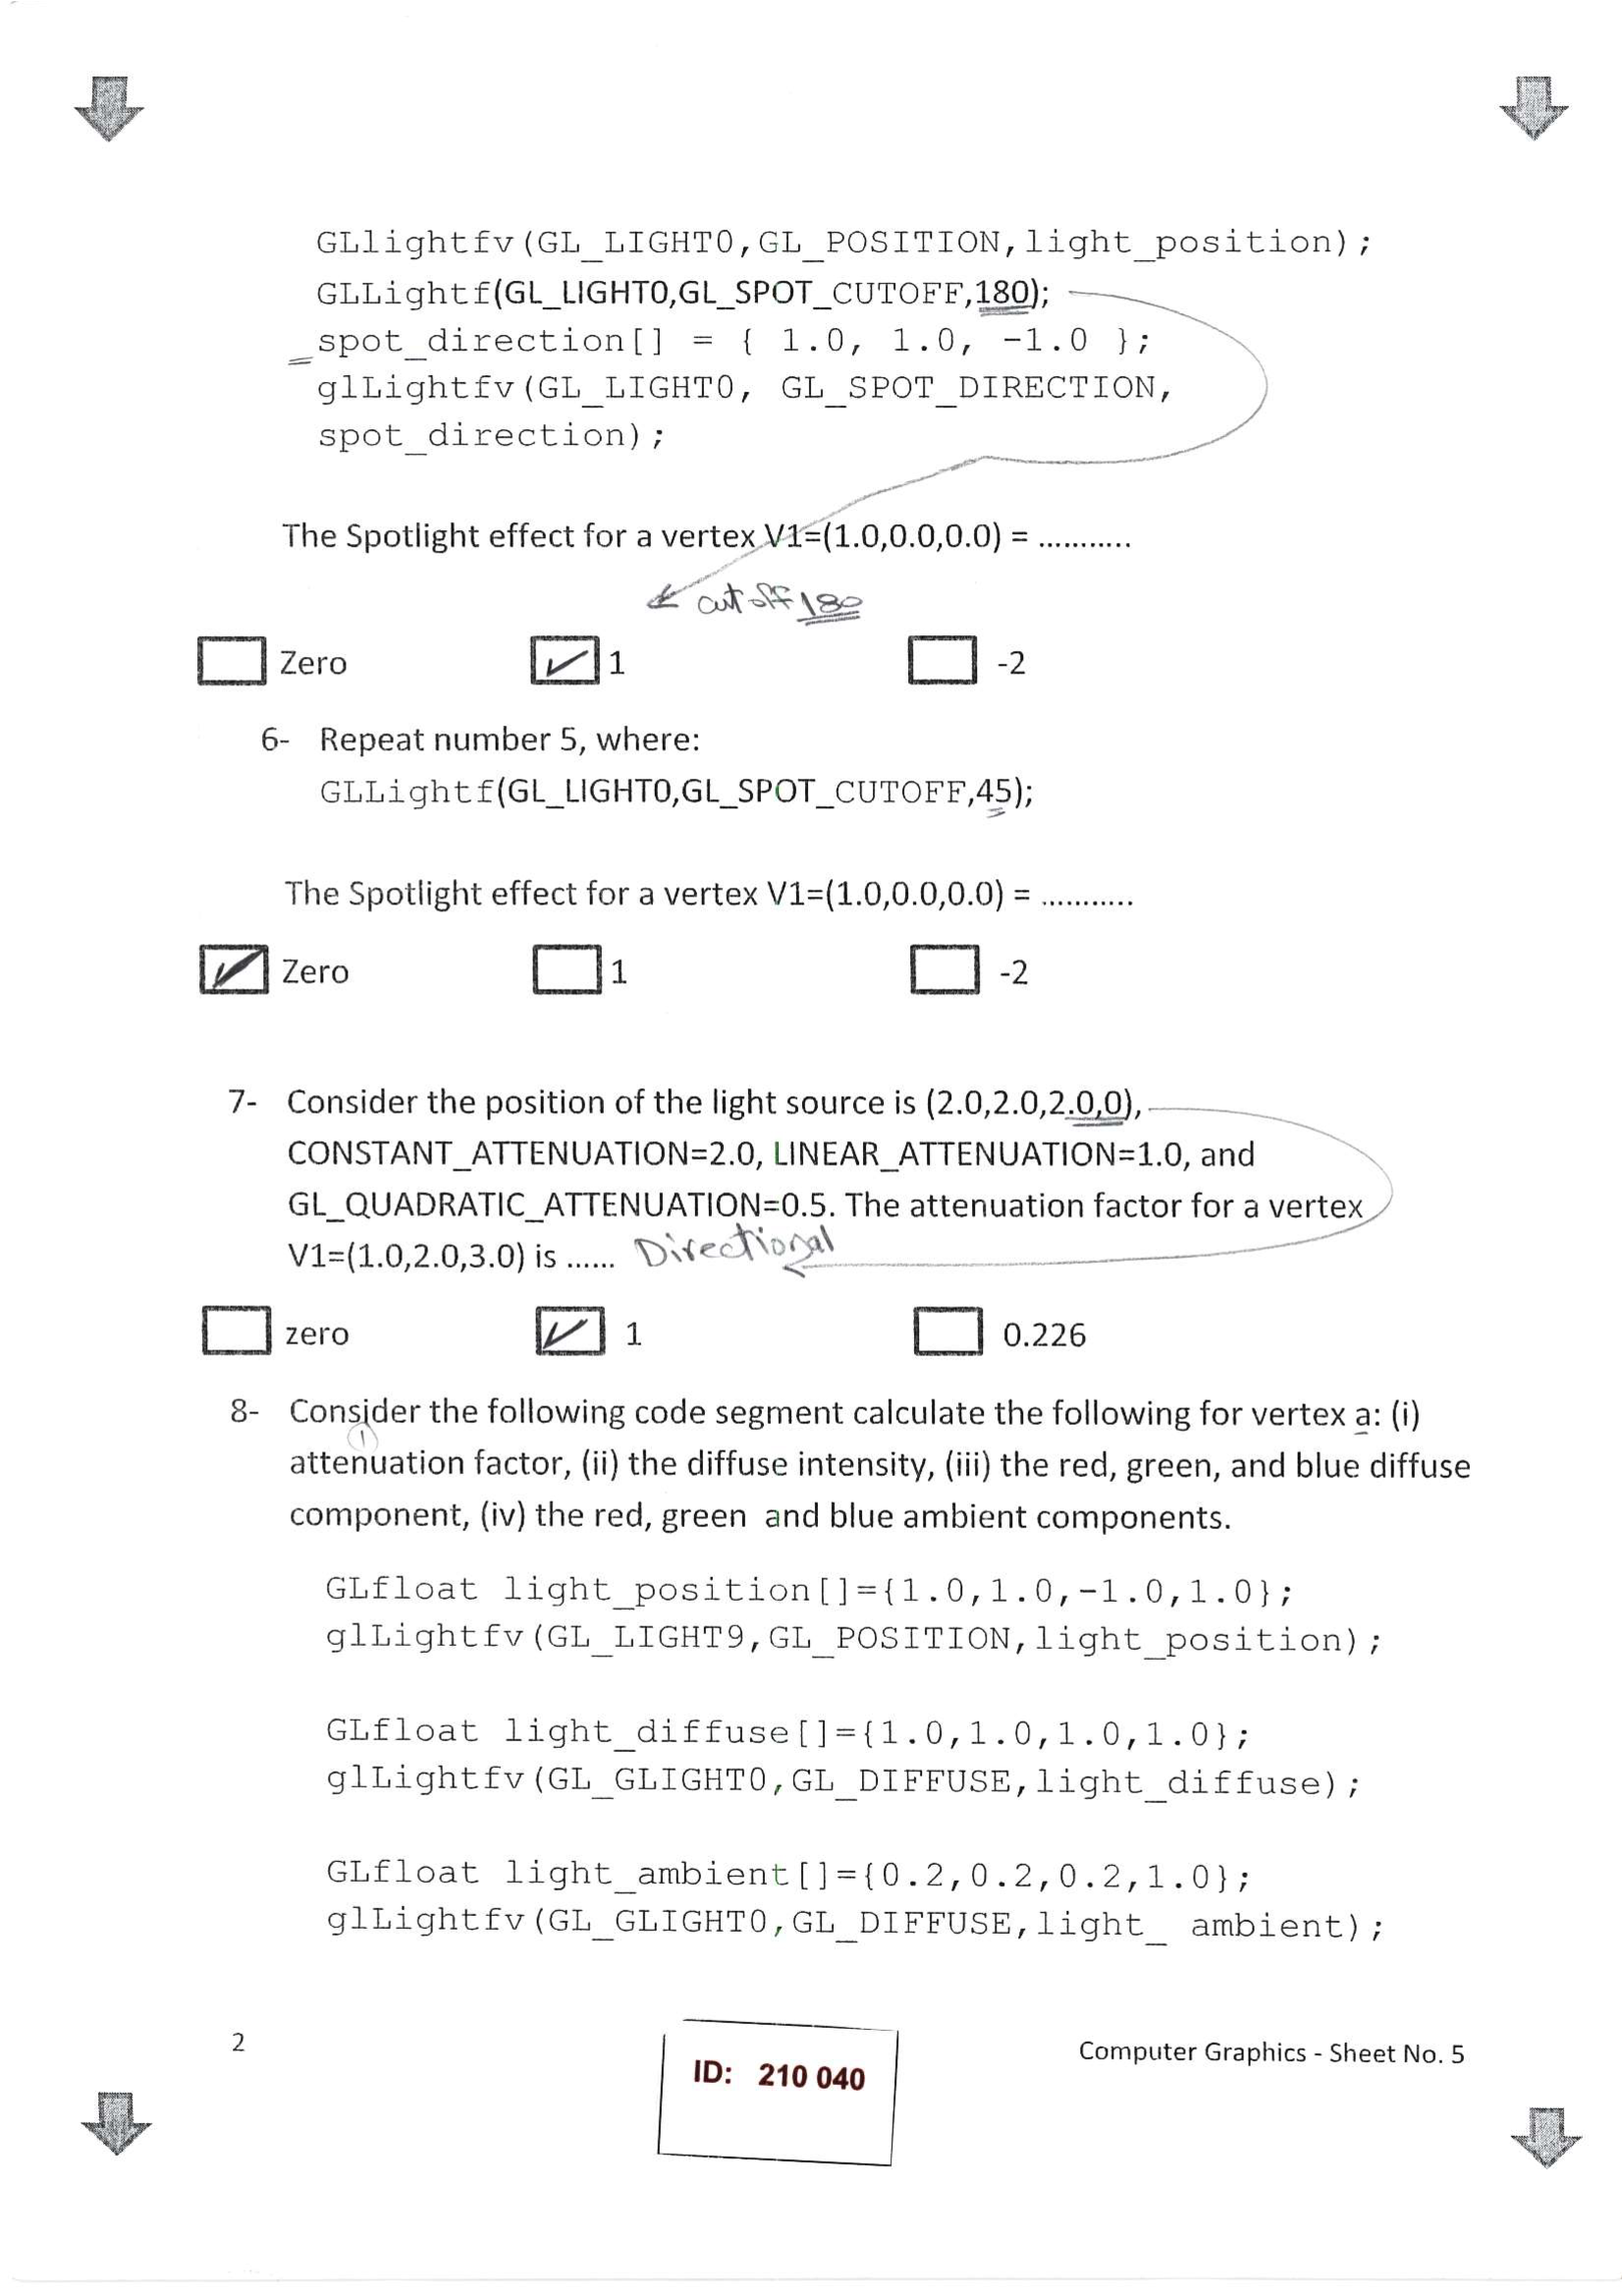 GLlightfv(GL_LIGHT0,GL_POSITION,light_position);
GLLightf(GL_LIGHT0,GL_SPOT_CUTOFF,180);
spot_direction[] = { 1.0, 1.0, -1.0 };
glLightfv(GL_LIGHT0, GL_SPOT_DIRECTION,
spot_direction);
The Spotlight effect for a vertex V1=(1.0,0.0,0.0) = ...........
cut off 180
Zero 1 -2
6- Repeat number 5, where:
GLLightf(GL_LIGHT0,GL_SPOT_CUTOFF,45);
The Spotlight effect for a vertex V1=(1.0,0.0,0.0) = ...........
Zero 1 -2
7- Consider the position of the light source is (2.0,2.0,2.0,0),
CONSTANT_ATTENUATION=2.0, LINEAR_ATTENUATION=1.0, and
GL_QUADRATIC_ATTENUATION=0.5. The attenuation factor for a vertex
V1=(1.0,2.0,3.0) is ...... Directional
zero 1 0.226
8- Consider the following code segment calculate the following for vertex a: (i)
1
attenuation factor, (ii) the diffuse intensity, (iii) the red, green, and blue diffuse
component, (iv) the red, green and blue ambient components.
GLfloat light_position[]={1.0,1.0,-1.0,1.0};
glLightfv(GL_LIGHT9,GL_POSITION,light_position);
GLfloat light_diffuse[]={1.0,1.0,1.0,1.0};
glLightfv(GL_GLIGHT0,GL_DIFFUSE,light_diffuse);
GLfloat light_ambient[]={0.2,0.2,0.2,1.0};
glLightfv(GL_GLIGHT0,GL_DIFFUSE,light_ ambient);
2
ID: 210 040
Computer Graphics - Sheet No. 5